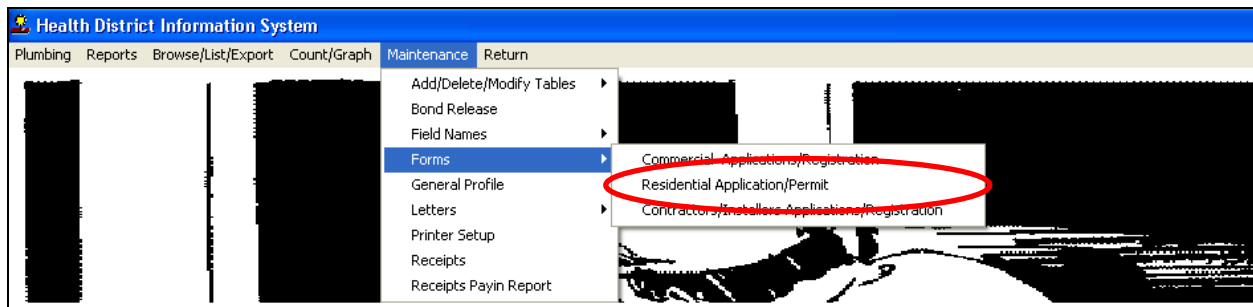 Health District Information System
Plumbing Reports Browse/List/Export Count/Graph Maintenance Return
Add/Delete/Modify Tables
Bond Release
Field Names
Forms
General Profile
Letters
Printer Setup
Receipts
Receipts Payin Report
Commercial Applications/Registration
Residential Application/Permit
Contractors/Installers Applications/Registration